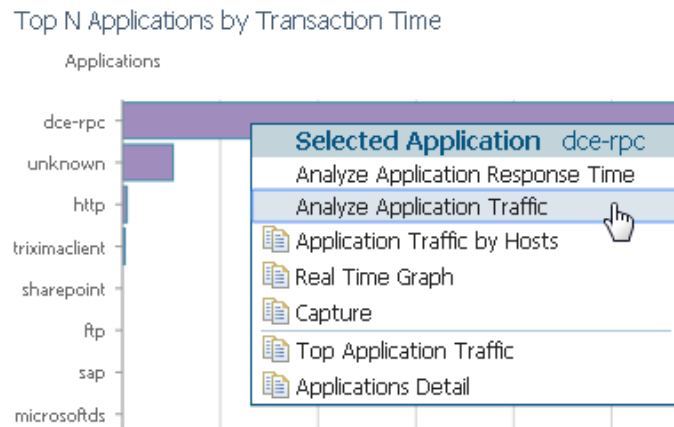 Top N Applications by Transaction Time
Applications
dce-rpc
unknown
http
triximaclient
sharepoint
ftp
sap
microsoftds
Selected Application dce-rpc
Analyze Application Response Time
Analyze Application Traffic
Application Traffic by Hosts
Real Time Graph
Capture
Top Application Traffic
Applications Detail